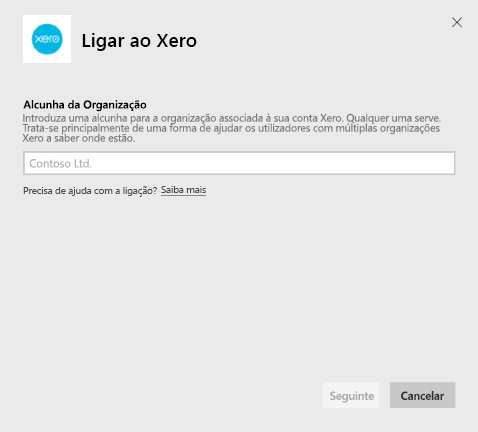 xero
Ligar ao Xero
Alcunha da Organização
Introduza uma alcunha para a organização associada à sua conta Xero. Qualquer uma serve.
Trata-se principalmente de uma forma de ajudar os utilizadores com múltiplas organizações
Xero a saber onde estão.
Contoso Ltd.
Precisa de ajuda com a ligação? Saiba mais
Seguinte Cancelar